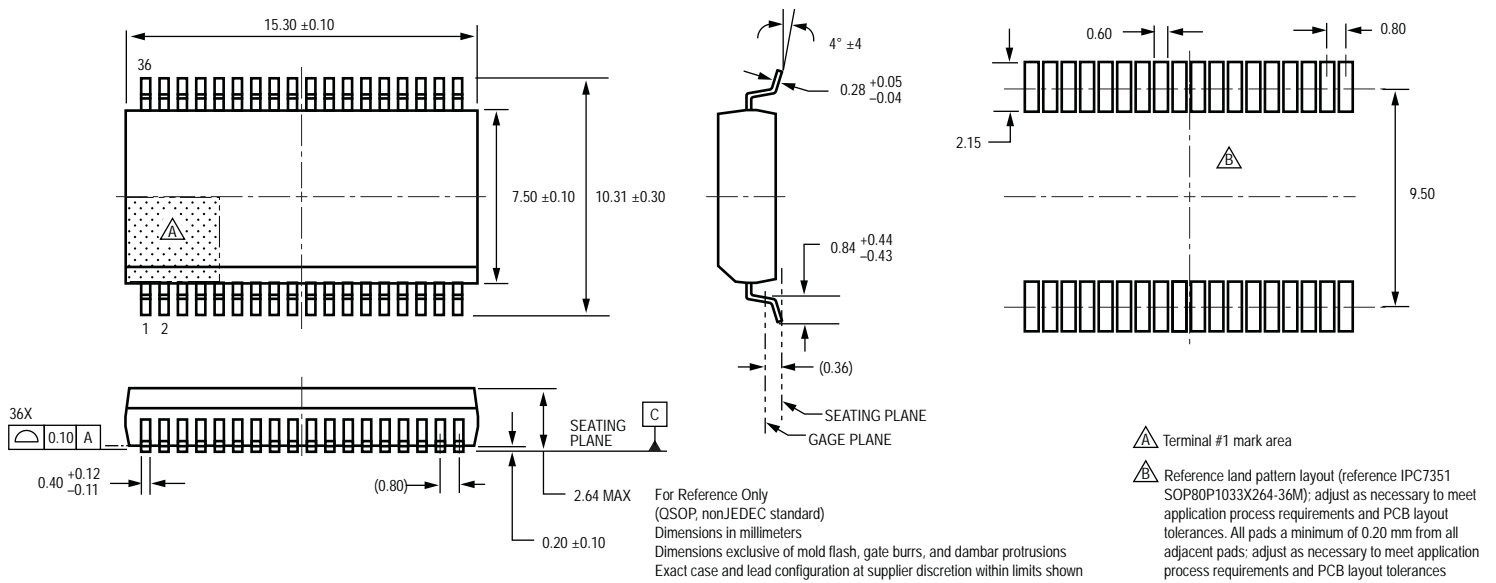 15.30 ±0.10
36
A
1 2
7.50 ±0.10
10.31 ±0.30
4° ±4
0.28 +0.05 –0.04
0.84 +0.44 –0.43
(0.36)
SEATING PLANE
GAGE PLANE
0.60
0.80
2.15
B
9.50
36X
0.10 A
0.40 +0.12 –0.11
(0.80)
SEATING
PLANE
C
2.64 MAX
0.20 ±0.10
For Reference Only
(QSOP, nonJEDEC standard)
Dimensions in millimeters
Dimensions exclusive of mold flash, gate burrs, and dambar protrusions
Exact case and lead configuration at supplier discretion within limits shown
A Terminal #1 mark area
B Reference land pattern layout (reference IPC7351
SOP80P1033X264-36M); adjust as necessary to meet
application process requirements and PCB layout
tolerances. All pads a minimum of 0.20 mm from all
adjacent pads; adjust as necessary to meet application
process requirements and PCB layout tolerances